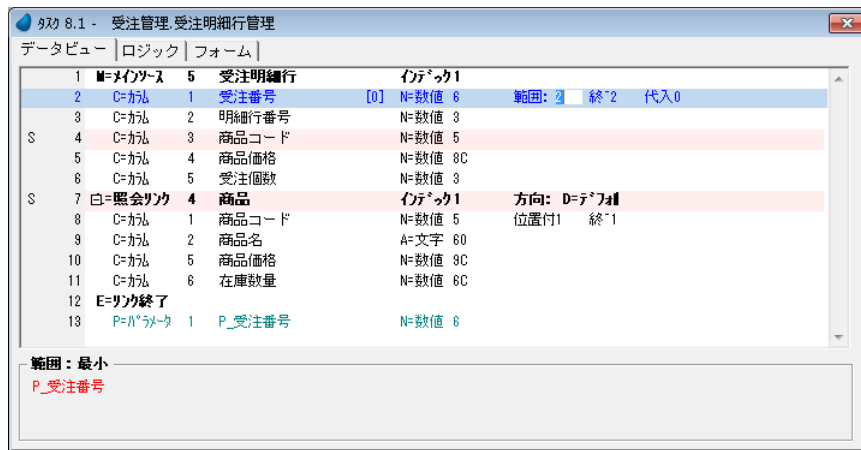 ﾀｽｸ 8.1 - 受注管理.受注明細行管理
データビュー ロジック フォーム
1 M=ﾒｲﾝｿｰｽ 5 受注明細行 ｲﾝﾃﾞｯｸ1
2 C=ｶﾗﾑ 1 受注番号 [0] N=数値 6 範囲: 2 終ﾞ2 代入0
3 C=ｶﾗﾑ 2 明細行番号 N=数値 3
S 4 C=ｶﾗﾑ 3 商品コード N=数値 5
5 C=ｶﾗﾑ 4 商品価格 N=数値 8C
6 C=ｶﾗﾑ 5 受注個数 N=数値 3
S 7 =照会ﾘﾝｸ 4 商品 ｲﾝﾃﾞｯｸ1 方向: D=ﾃﾞﾌｫﾙ
8 C=ｶﾗﾑ 1 商品コード N=数値 5 位置付1 終ﾞ1
9 C=ｶﾗﾑ 2 商品名 A=文字 60
10 C=ｶﾗﾑ 5 商品価格 N=数値 9C
11 C=ｶﾗﾑ 6 在庫数量 N=数値 6C
12 E=ﾘﾝｸ終了
13 P=ﾊﾟﾗﾒｰﾀ 1 P_受注番号 N=数値 6
範囲：最小
P_受注番号